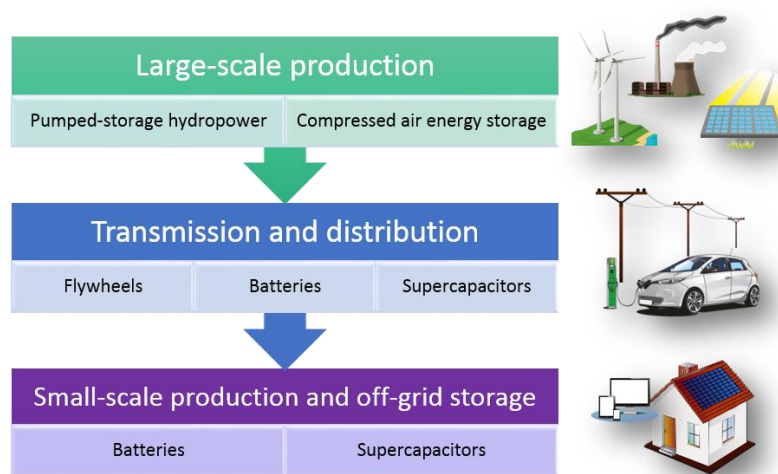 Large-scale production
Pumped-storage hydropower
Compressed air energy storage
Transmission and distribution
Flywheels
Batteries
Supercapacitors
Small-scale production and off-grid storage
Batteries
Supercapacitors